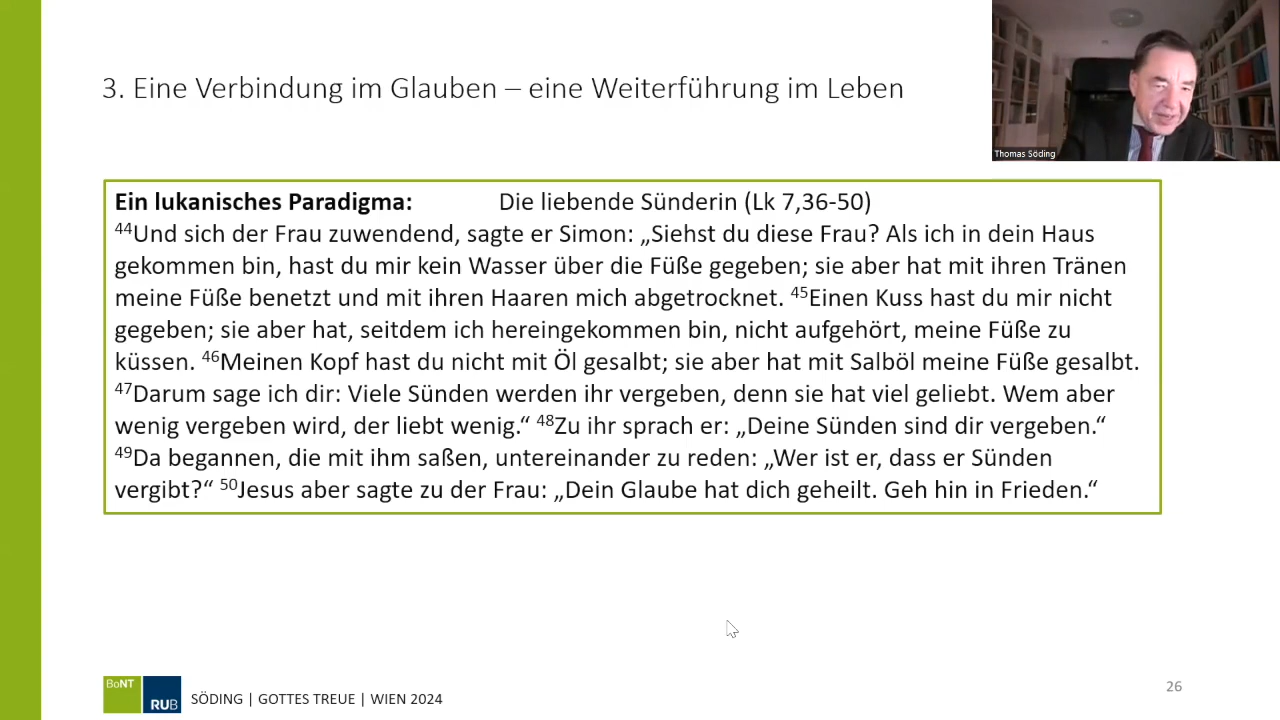 3. Eine Verbindung im Glauben – eine Weiterführung im Leben
Thomas Söding
Ein lukanisches Paradigma: Die liebende Sünderin (Lk 7,36-50)
⁴⁴Und sich der Frau zuwendend, sagte er Simon: „Siehst du diese Frau? Als ich in dein Haus
gekommen bin, hast du mir kein Wasser über die Füße gegeben; sie aber hat mit ihren Tränen
meine Füße benetzt und mit ihren Haaren mich abgetrocknet. ⁴⁵Einen Kuss hast du mir nicht
gegeben; sie aber hat, seitdem ich hereingekommen bin, nicht aufgehört, meine Füße zu
küssen. ⁴⁶Meinen Kopf hast du nicht mit Öl gesalbt; sie aber hat mit Salböl meine Füße gesalbt.
⁴⁷Darum sage ich dir: Viele Sünden werden ihr vergeben, denn sie hat viel geliebt. Wem aber
wenig vergeben wird, der liebt wenig.“ ⁴⁸Zu ihr sprach er: „Deine Sünden sind dir vergeben.“
⁴⁹Da begannen, die mit ihm saßen, untereinander zu reden: „Wer ist er, dass er Sünden
vergibt?“ ⁵⁰Jesus aber sagte zu der Frau: „Dein Glaube hat dich geheilt. Geh hin in Frieden.“
BoNT
RUB
SÖDING | GOTTES TREUE | WIEN 2024
26